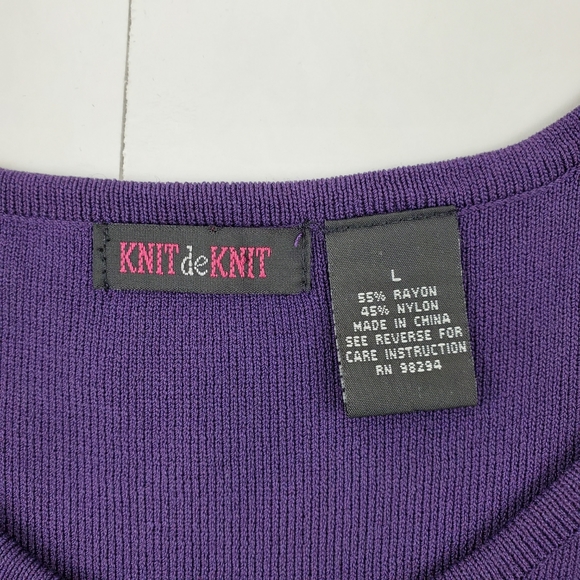 KNIT de KNIT
L
55% RAYON
45% NYLON
MADE IN CHINA
SEE REVERSE FOR
CARE INSTRUCTION
RN 98294